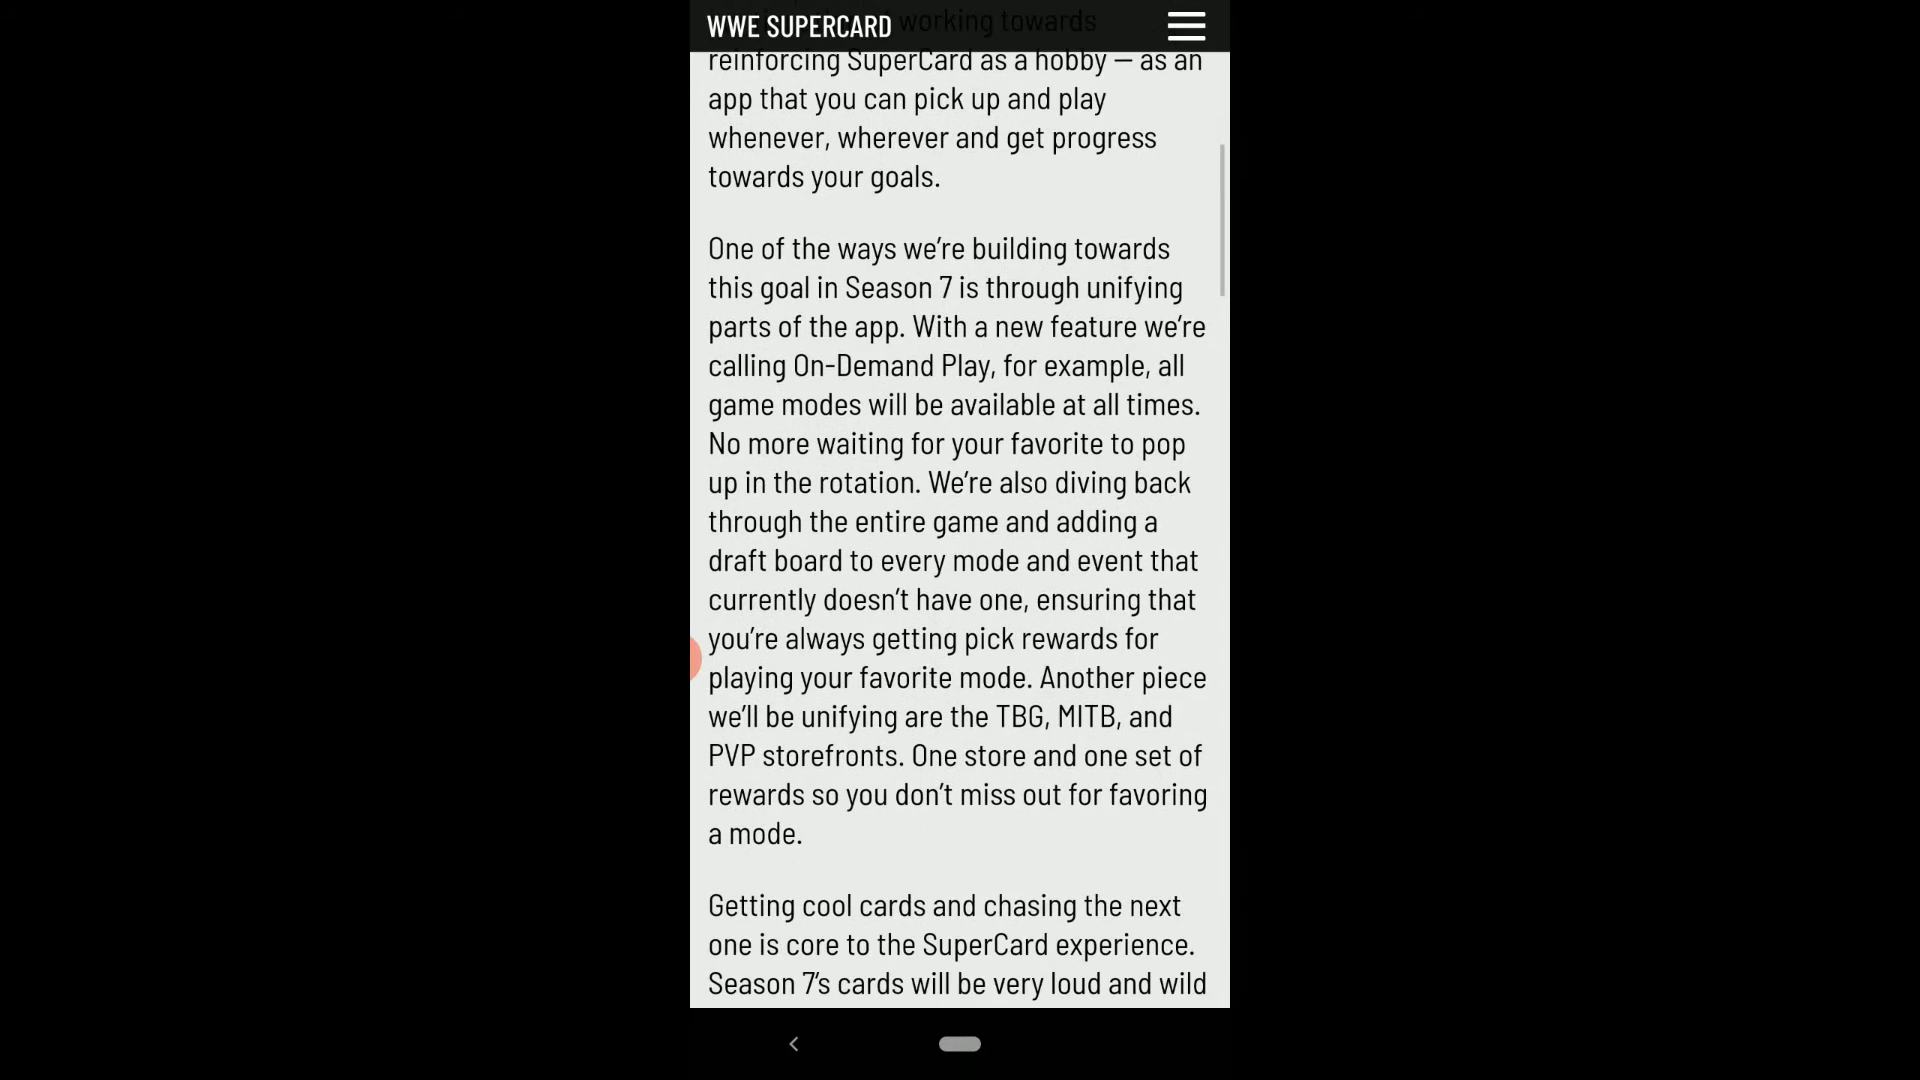 WWE SUPERCARD
working towards
reinforcing SuperCard as a hobby – as an
app that you can pick up and play
whenever, wherever and get progress
towards your goals.
One of the ways we’re building towards
this goal in Season 7 is through unifying
parts of the app. With a new feature we’re
calling On-Demand Play, for example, all
game modes will be available at all times.
No more waiting for your favorite to pop
up in the rotation. We’re also diving back
through the entire game and adding a
draft board to every mode and event that
currently doesn’t have one, ensuring that
you’re always getting pick rewards for
playing your favorite mode. Another piece
we’ll be unifying are the TBG, MITB, and
PVP storefronts. One store and one set of
rewards so you don’t miss out for favoring
a mode.
Getting cool cards and chasing the next
one is core to the SuperCard experience.
Season 7’s cards will be very loud and wild